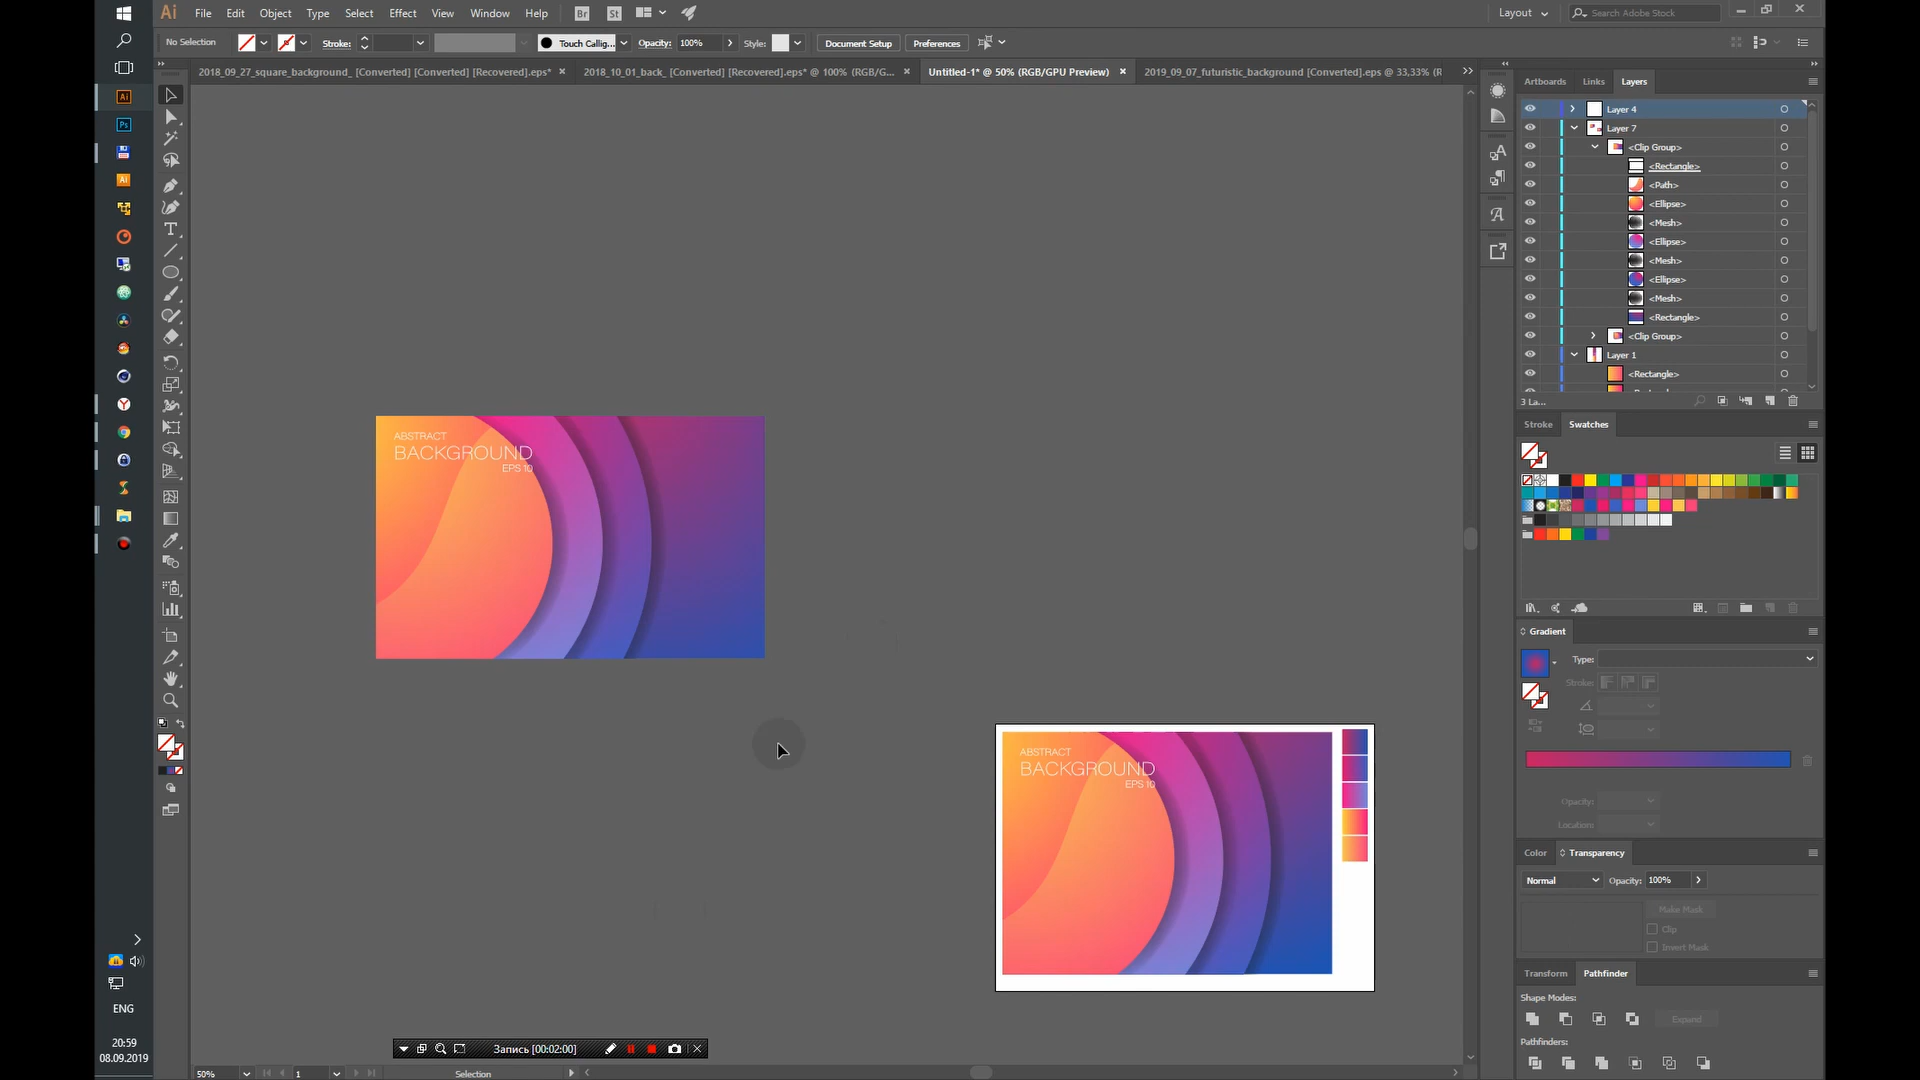 Ai File Edit Object Type Select Effect View Window Help Br St Layout Search Adobe Stock
No Selection Stroke: Touch Callig... Opacity: 100% Style: Document Setup Preferences
2018_09_27_square_background_ [Converted] [Converted] [Recovered].eps* 2018_10_01_back_ [Converted] [Recovered].eps* @ 100% (RGB/G... Untitled-1* @ 50% (RGB/GPU Preview) 2019_09_07_futuristic_background [Converted].eps @ 33,33% (R
Artboards Links Layers
Layer 4
Layer 7
<Clip Group>
<Rectangle>
<Path>
<Ellipse>
<Mesh>
<Ellipse>
<Mesh>
<Ellipse>
<Mesh>
<Rectangle>
<Clip Group>
Layer 1
<Rectangle>
3 La...
Stroke Swatches
Gradient
Type:
Stroke:
Opacity:
Location:
Color Transparency
Normal Opacity: 100%
Make Mask
Clip
Invert Mask
Transform Pathfinder
Shape Modes:
Expand
Pathfinders:
ABSTRACT
BACKGROUND
EPS 10
ABSTRACT
BACKGROUND
EPS 10
Ai
Ps
Ai
ENG
20:59
08.09.2019
Запись [00:02:00]
50% 1 Selection